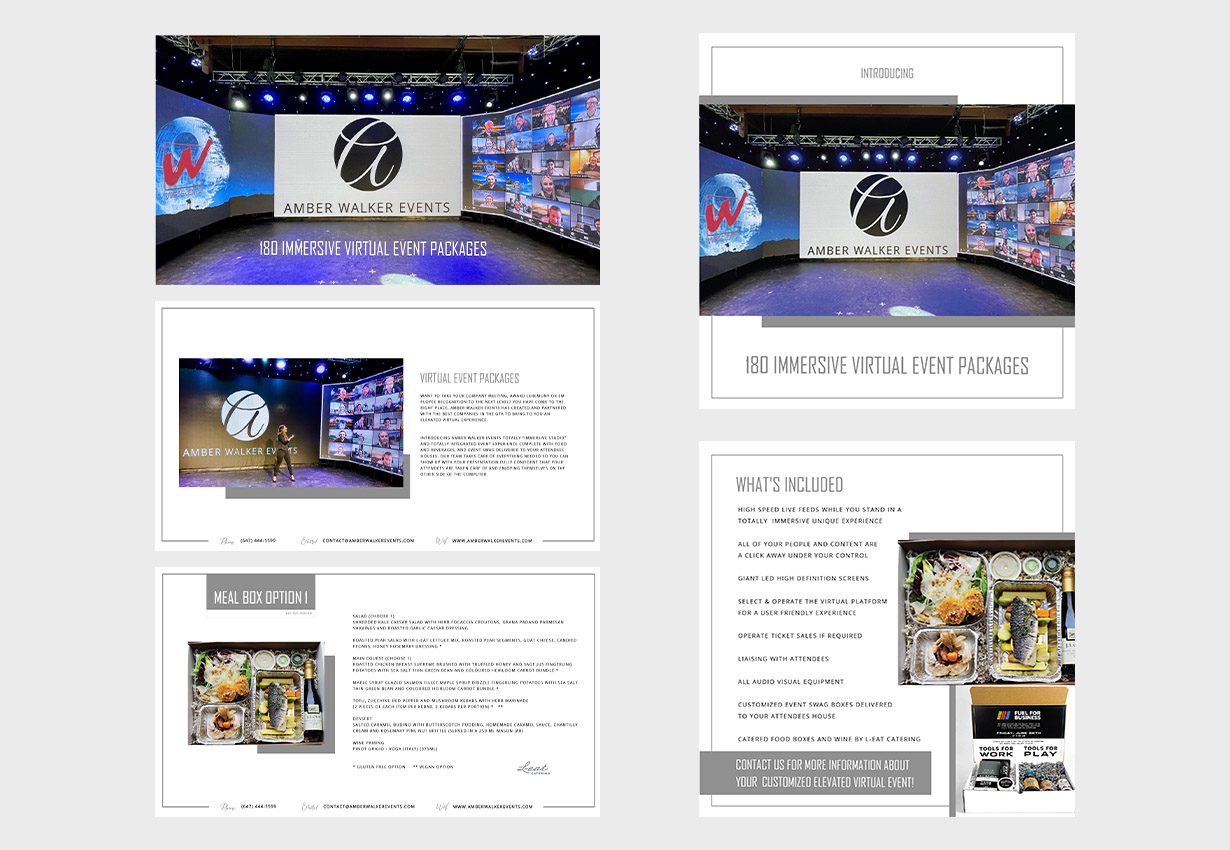 AMBER WALKER EVENTS
180 IMMERSIVE VIRTUAL EVENT PACKAGES
AMBER WALKER EVENTS
VIRTUAL EVENT PACKAGES
WANT TO TAKE YOUR COMPANY MEETING, AWARD CEREMONY OR EM-
PLOYEE RECOGNITION TO THE NEXT LEVEL? YOU HAVE COME TO THE
RIGHT PLACE, AMBER WALKER EVENTS HAS CREATED AND PARTNERED
WITH THE BEST COMPANIES IN THE GTA TO BRING TO YOU AN
ELEVATED VIRTUAL EXPERIENCE.
INTRODUCING AMBER WALKER EVENTS TOTALLY "IMMERSIVE STUDIO"
AND TOTALLY INTEGRATED EVENT EXPERIENCE COMPLETE WITH FOOD
AND BEVERAGES, AND EVENT SWAG DELIVERED TO YOUR ATTENDEES
HOUSES. OUR TEAM TAKES CARE OF EVERYTHING NEEDED SO YOU CAN
SHOW UP WITH YOUR PRESENTATION FULLY CONFIDENT THAT YOUR
ATTENDEES ARE TAKEN CARE OF AND ENJOYING THEMSELVES ON THE
OTHER SIDE OF THE COMPUTER.
Phone (647) 444-5599 CONTACT@AMBERWALKEREVENTS.COM Web WWW.AMBERWALKEREVENTS.COM
MEAL BOX OPTION 1
SALAD (CHOOSE 1)
SHREDDED KALE CAESAR SALAD WITH HERB FOCACCIA CROUTONS, GRANA PADANO PARMESAN
SHAVINGS AND ROASTED GARLIC CAESAR DRESSING
ROASTED PEAR SALAD WITH L-EAT LETTUCE MIX, ROASTED PEAR SEGMENTS, GOAT CHEESE, CANDIED
PECANS, HONEY ROSEMARY DRESSING *
MAIN COURSE (CHOOSE 1)
ROASTED CHICKEN BREAST SUPREME BRUSHED WITH TRUFFLED HONEY AND SAGE JUS FINGERLING
POTATOES WITH SEA SALT THIN GREEN BEAN AND COLOURED HEIRLOOM CARROT BUNDLE *
MAPLE SYRUP GLAZED SALMON FILLET MAPLE SYRUP DRIZZLE FINGERLING POTATOES WITH SEA SALT
THIN GREEN BEAN AND COLOURED HEIRLOOM CARROT BUNDLE *
TOFU, ZUCCHINI RED PEPPER AND MUSHROOM KEBABS WITH HERB MARINADE
(2 PIECES OF EACH ITEM PER KEBAB, 2 KEBABS PER PORTION) * **
DESSERT
SALTED CARAMEL BUDINO WITH BUTTERSCOTCH PUDDING, HOMEMADE CARAMEL SAUCE, CHANTILLY
CREAM AND ROSEMARY PINE NUT BRITTLE (SERVED IN A 250 ML MASON JAR)
WINE PAIRING
PINOT GRIGIO - VOGA (ITALY) (375ML)
* GLUTEN FREE OPTION ** VEGAN OPTION
L-eat
CATERING
Phone (647) 444-5599 CONTACT@AMBERWALKEREVENTS.COM Web WWW.AMBERWALKEREVENTS.COM
INTRODUCING
AMBER WALKER EVENTS
180 IMMERSIVE VIRTUAL EVENT PACKAGES
WHAT'S INCLUDED
HIGH SPEED LIVE FEEDS WHILE YOU STAND IN A
TOTALLY IMMERSIVE UNIQUE EXPERIENCE
ALL OF YOUR PEOPLE AND CONTENT ARE
A CLICK AWAY UNDER YOUR CONTROL
GIANT LED HIGH DEFINITION SCREENS
SELECT & OPERATE THE VIRTUAL PLATFORM
FOR A USER FRIENDLY EXPERIENCE
OPERATE TICKET SALES IF REQUIRED
LIAISING WITH ATTENDEES
ALL AUDIO VISUAL EQUIPMENT
CUSTOMIZED EVENT SWAG BOXES DELIVERED
TO YOUR ATTENDEES HOUSE
CATERED FOOD BOXES AND WINE BY L-EAT CATERING
CONTACT US FOR MORE INFORMATION ABOUT
YOUR CUSTOMIZED ELEVATED VIRTUAL EVENT!
FUEL FOR
BUSINESS
FRIDAY, JUNE 26TH
TOOLS FOR TOOLS FOR
WORK PLAY